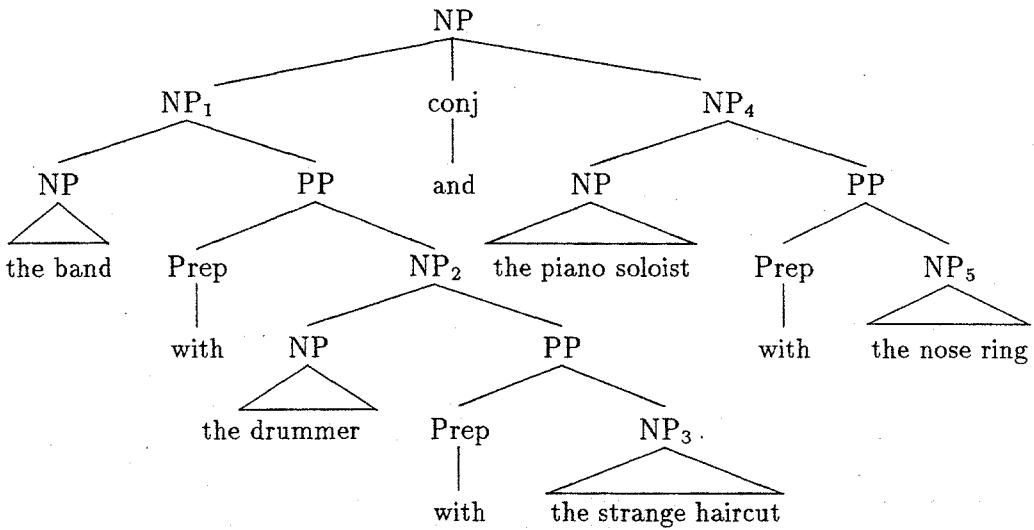 NP
NP₁ conj NP₄
NP PP and NP PP
the band Prep NP₂ the piano soloist Prep NP₅
with NP PP with the nose ring
the drummer Prep NP₃
with the strange haircut